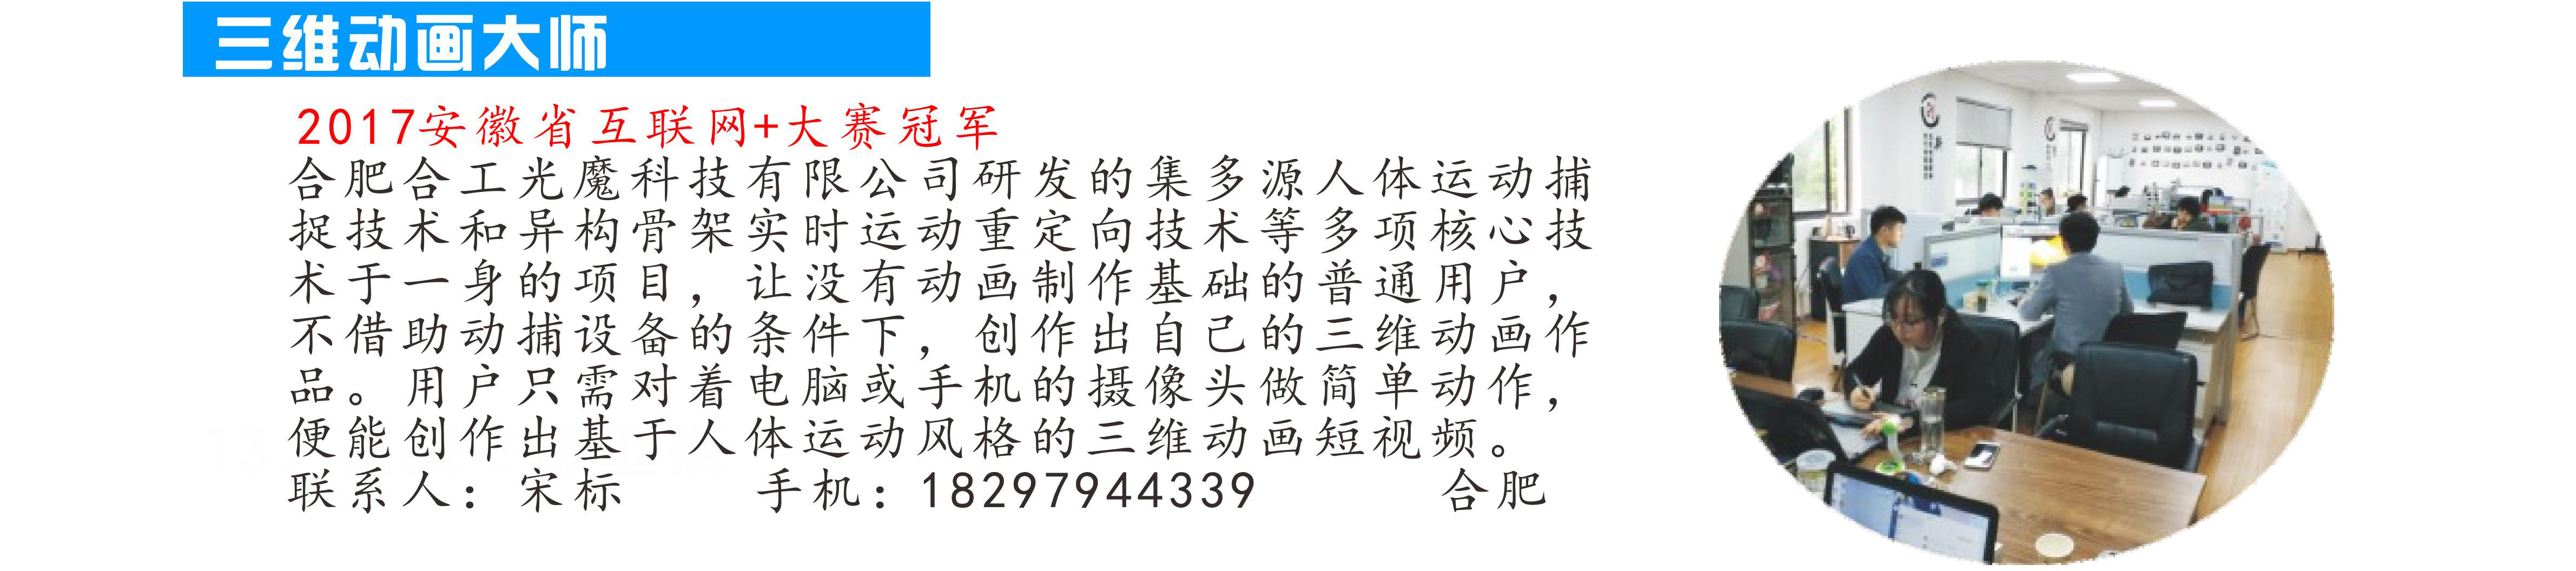 三维动画大师
2017安徽省互联网+大赛冠军
合肥合工光魔科技有限公司研发的集多源人体运动捕
捉技术和异构骨架实时运动重定向技术等多项核心技
术于一身的项目，让没有动画制作基础的普通用户，
不借助动捕设备的条件下，创作出自己的三维动画作
品。用户只需对着电脑或手机的摄像头做简单动作，
便能创作出基于人体运动风格的三维动画短视频。
联系人：宋标 手机：18297944339 合肥